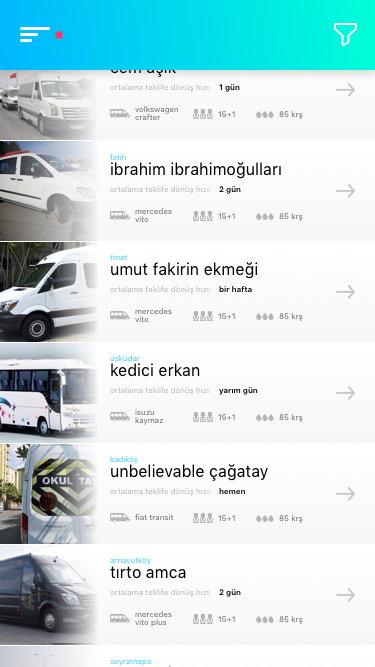 cem aşık
ortalama teklife dönüş hızı: 1 gün
volkswagen
crafter
15+1
85 krş
fatih
ibrahim ibrahimoğulları
ortalama teklife dönüş hızı: 2 gün
mercedes
vito
15+1
85 krş
ttnet
umut fakirin ekmeği
ortalama teklife dönüş hızı: bir hafta
mercedes
vito
15+1
85 krş
üsküdar
kedici erkan
ortalama teklife dönüş hızı: yarım gün
isuzu
kaymaz
15+1
85 krş
kadıköy
unbelievable çağatay
ortalama teklife dönüş hızı: hemen
OKUL TAŞ
fiat transit
15+1
85 krş
arnavutköy
tırto amca
ortalama teklife dönüş hızı: 2 gün
mercedes
vito plus
15+1
85 krş
seyrantepe